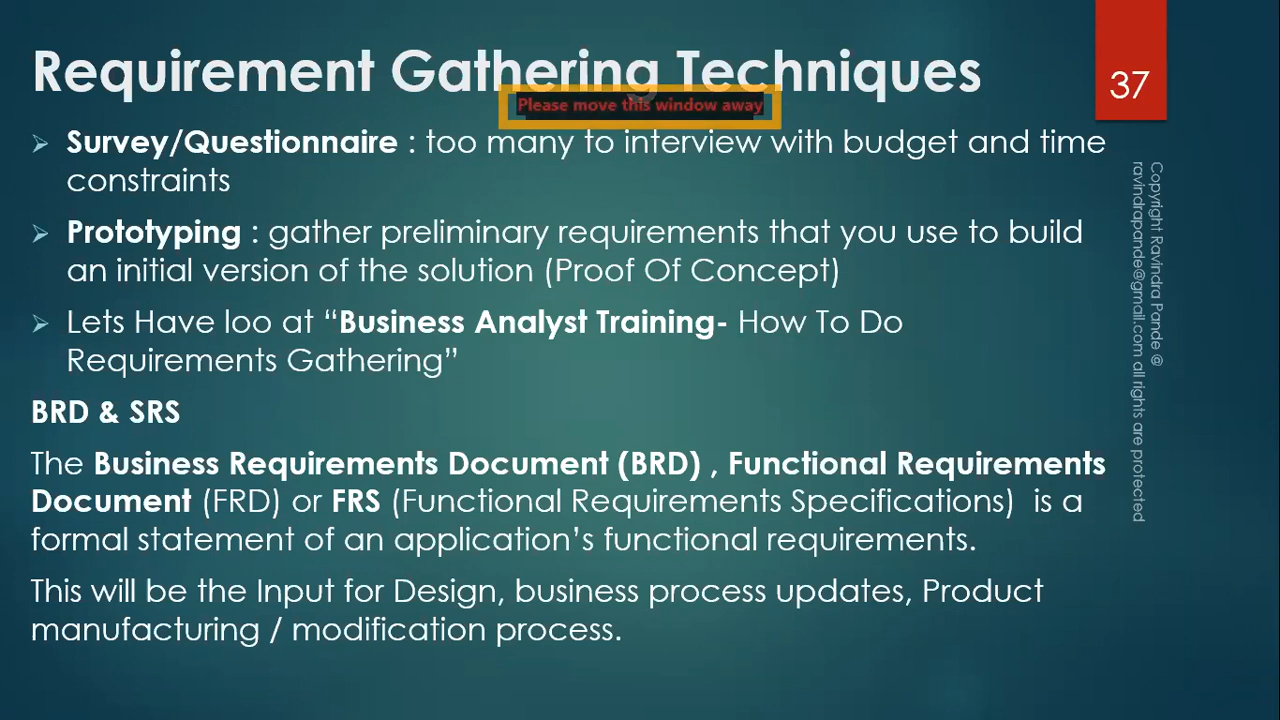 Requirement Gathering Techniques
37
Please move this window away
➢ Survey/Questionnaire : too many to interview with budget and time
constraints
➢ Prototyping : gather preliminary requirements that you use to build
an initial version of the solution (Proof Of Concept)
➢ Lets Have loo at “Business Analyst Training- How To Do
Requirements Gathering”
BRD & SRS
The Business Requirements Document (BRD) , Functional Requirements
Document (FRD) or FRS (Functional Requirements Specifications) is a
formal statement of an application’s functional requirements.
This will be the Input for Design, business process updates, Product
manufacturing / modification process.
Copyright Ravindra Pande @
ravindrapande@gmail.com all rights are protected